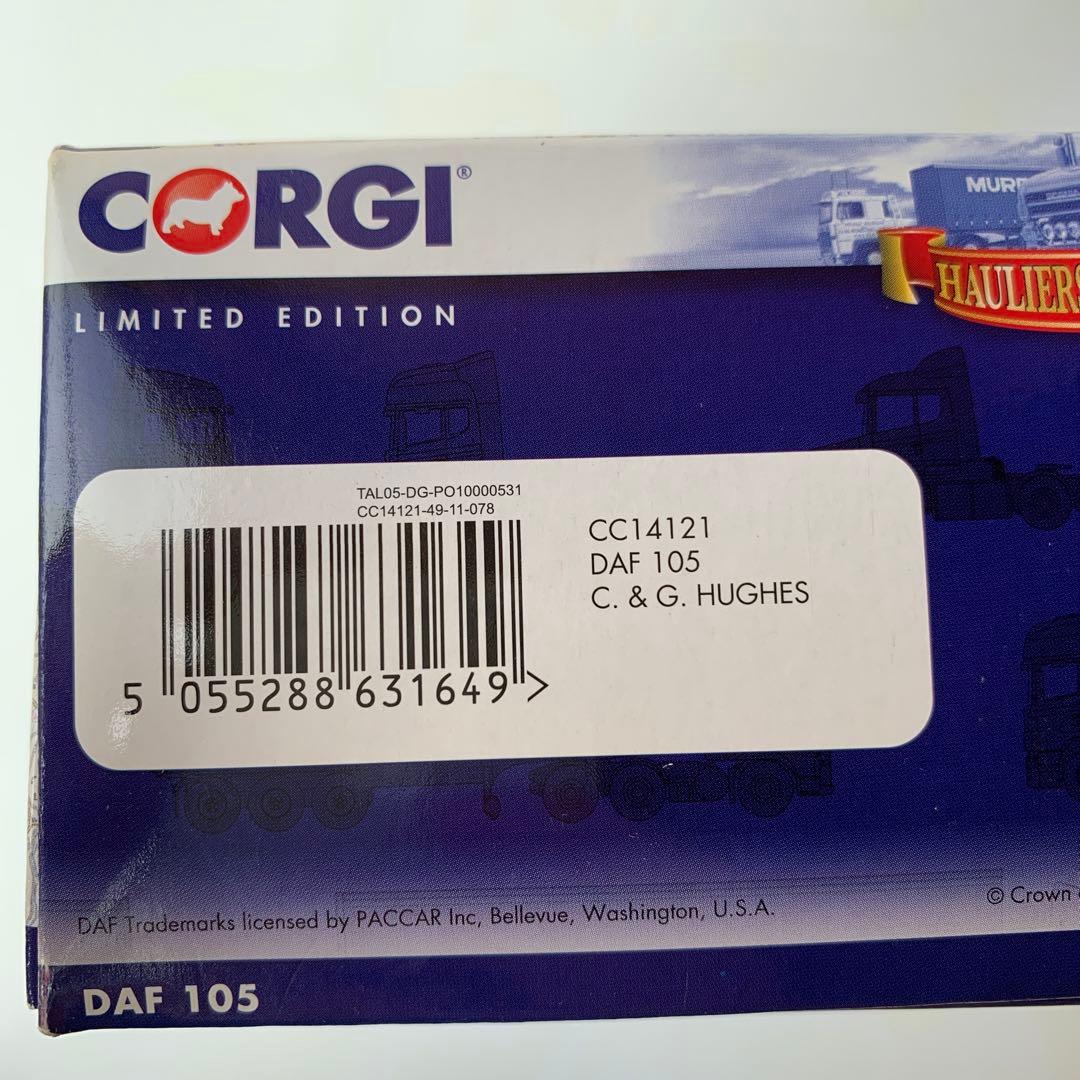 CORGI®
MUR
HAULIERS
LIMITED EDITION
TAL05-DG-PO10000531
CC14121-49-11-078
CC14121
DAF 105
C. & G. HUGHES
5 055288 631649 >
© Crown
DAF Trademarks licensed by PACCAR Inc, Bellevue, Washington, U.S.A.
DAF 105